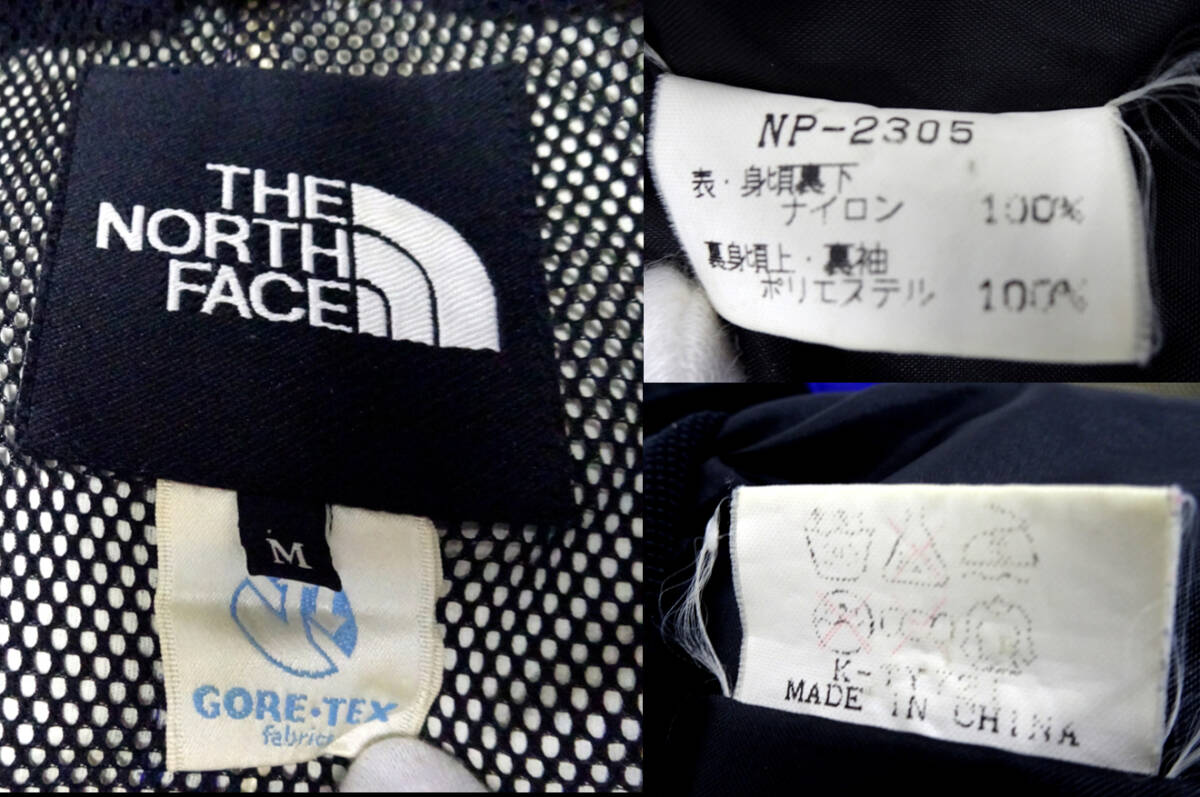 THE
NORTH
FACE
M
GORE-TEX
fabrics
NP-2305
表・身頃裏下
ナイロン 100%
裏身頃上・裏袖
ポリエステル 100%
MADE IN CHINA